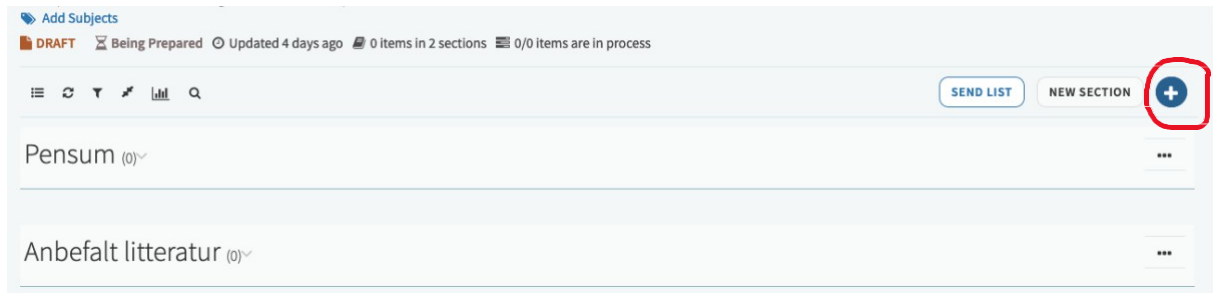 Add Subjects
DRAFT Being Prepared Updated 4 days ago 0 items in 2 sections 0/0 items are in process
SEND LIST NEW SECTION
Pensum (0)
Anbefalt litteratur (0)